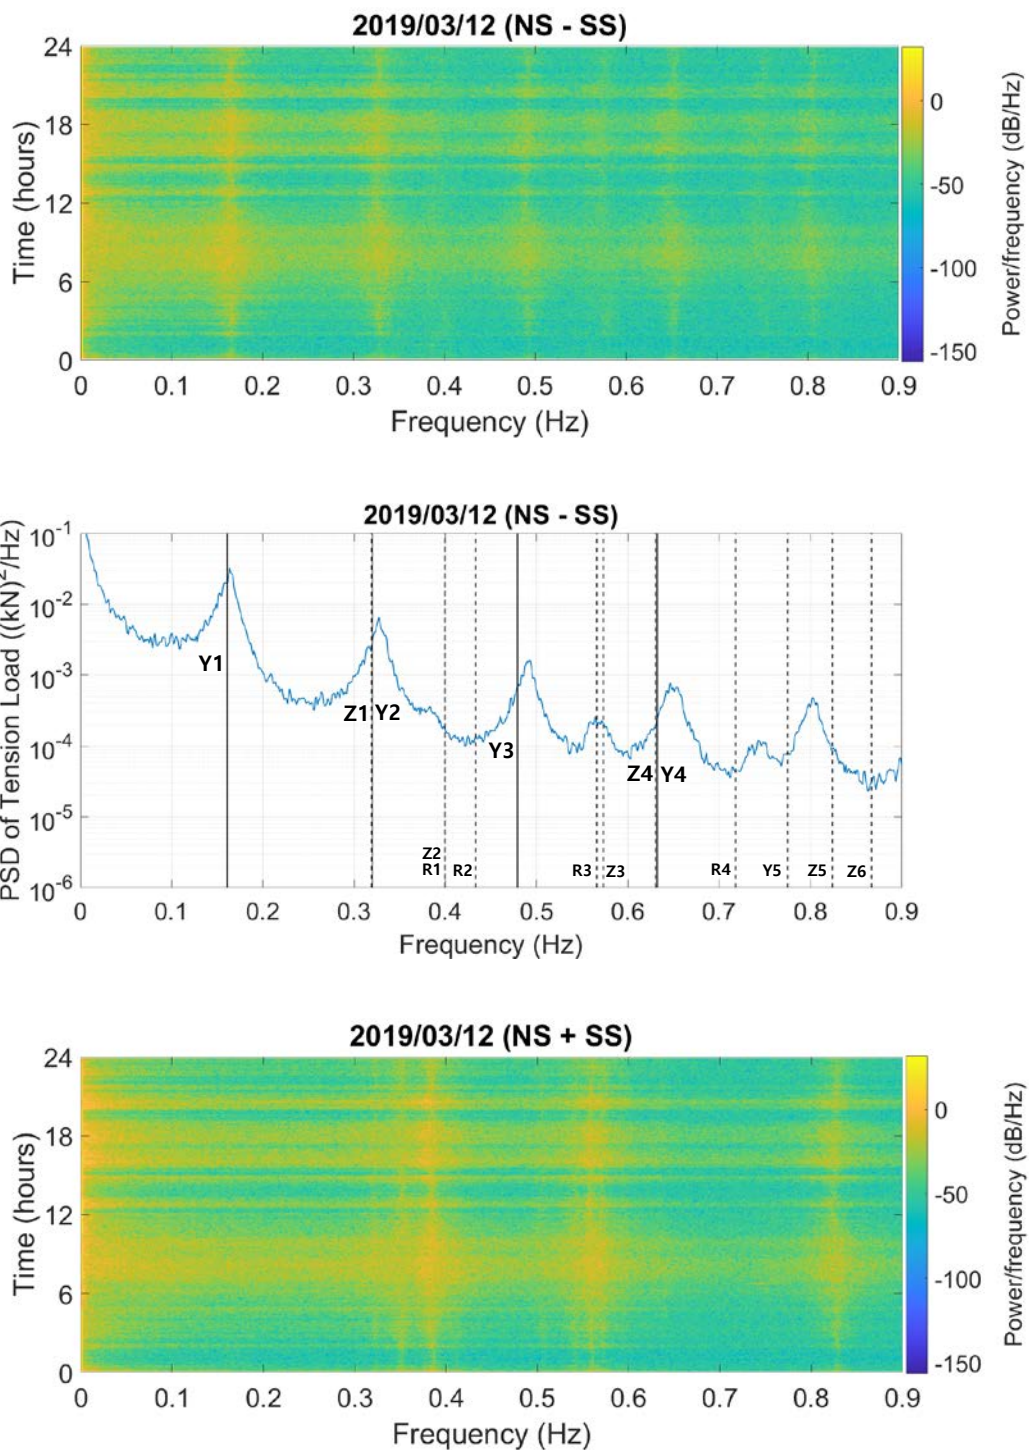 2019/03/12 (NS - SS)
24
18
12
6
0
Time (hours)
0 0.1 0.2 0.3 0.4 0.5 0.6 0.7 0.8 0.9
Frequency (Hz)
0
-50
-100
-150
Power/frequency (dB/Hz)
2019/03/12 (NS - SS)
10^-1
10^-2
10^-3
10^-4
10^-5
10^-6
PSD of Tension Load ((kN)^2/Hz)
Y1
Z1 Y2
Y3
Z4 Y4
Z2
R1 R2 R3 Z3 R4 Y5 Z5 Z6
0 0.1 0.2 0.3 0.4 0.5 0.6 0.7 0.8 0.9
Frequency (Hz)
2019/03/12 (NS + SS)
24
18
12
6
0
Time (hours)
0 0.1 0.2 0.3 0.4 0.5 0.6 0.7 0.8 0.9
Frequency (Hz)
0
-50
-100
-150
Power/frequency (dB/Hz)